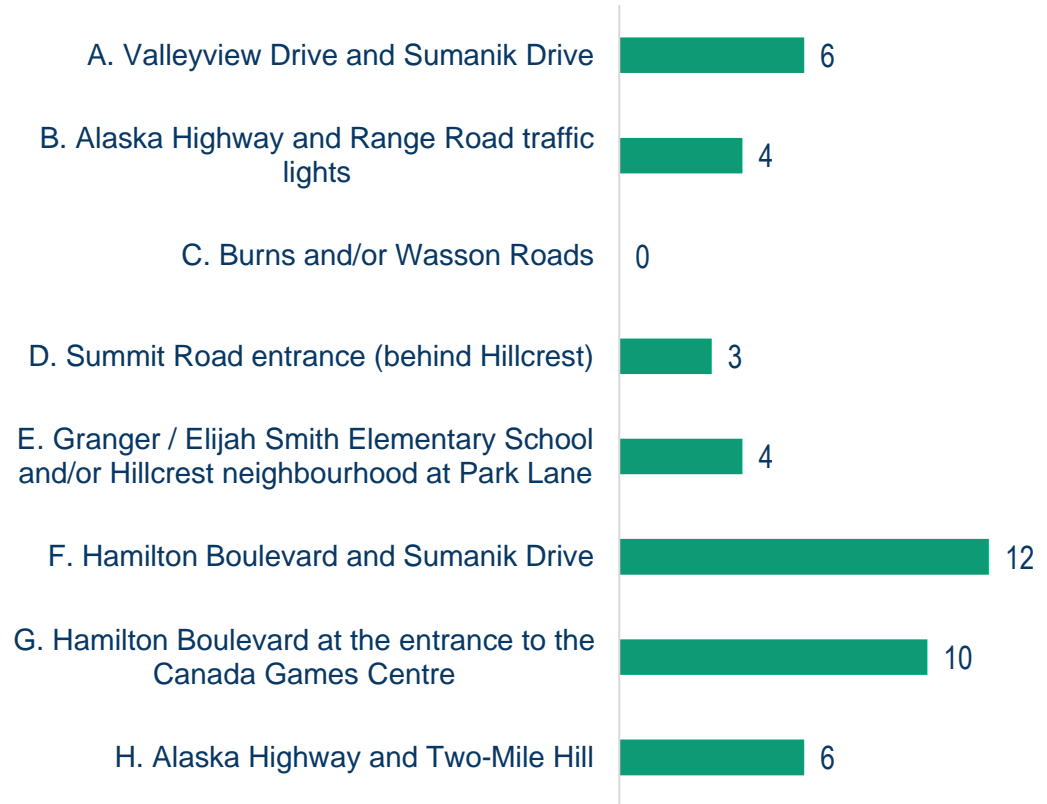 A. Valleyview Drive and Sumanik Drive
6
B. Alaska Highway and Range Road traffic
lights
4
C. Burns and/or Wasson Roads
0
D. Summit Road entrance (behind Hillcrest)
3
E. Granger / Elijah Smith Elementary School
and/or Hillcrest neighbourhood at Park Lane
4
F. Hamilton Boulevard and Sumanik Drive
12
G. Hamilton Boulevard at the entrance to the
Canada Games Centre
10
H. Alaska Highway and Two-Mile Hill
6